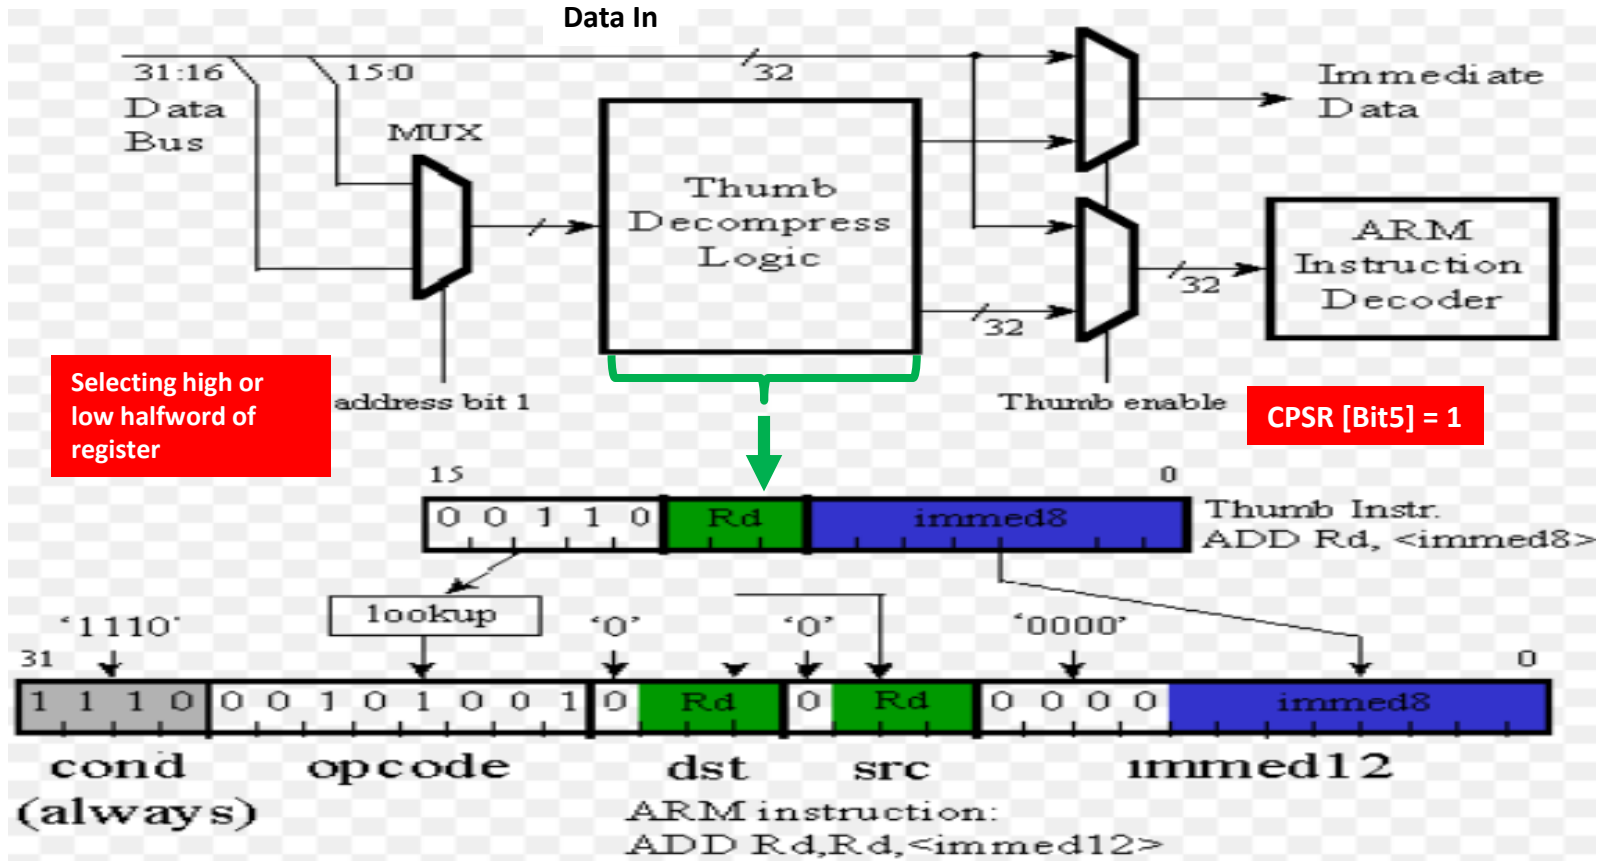 Data In
31:16
15:0
32
Data
Bus
MUX
Immediate
Data
Thumb
Decompress
Logic
ARM
Instruction
Decoder
32
32
Selecting high or
low halfword of
register
address bit 1
Thumb enable
CPSR [Bit5] = 1
15
0
0 0 1 1 0 Rd immed8
Thumb Instr.
ADD Rd, <immed8>
lookup
'1110'
'0'
'0'
'0000'
31
0
1 1 1 0 0 0 1 0 1 0 0 1 0 Rd 0 Rd 0 0 0 0 immed8
cond
opcode
dst
src
immed12
(always)
ARM instruction:
ADD Rd,Rd,<immed12>